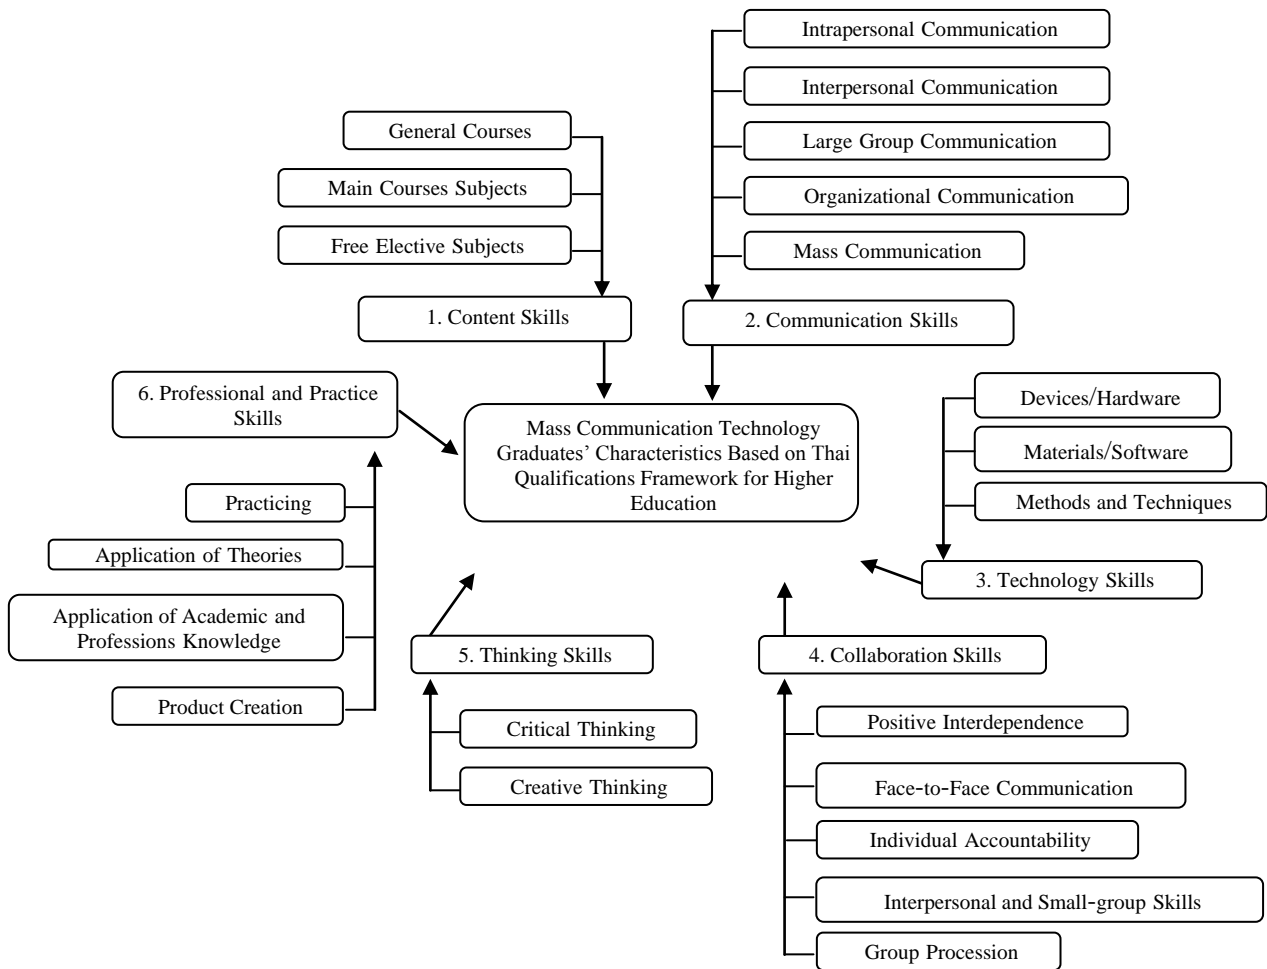 Intrapersonal Communication
Interpersonal Communication
Large Group Communication
Organizational Communication
Mass Communication
General Courses
Main Courses Subjects
Free Elective Subjects
1. Content Skills
2. Communication Skills
6. Professional and Practice
Skills
Mass Communication Technology
Graduates’ Characteristics Based on Thai
Qualifications Framework for Higher
Education
Devices/Hardware
Materials/Software
Methods and Techniques
3. Technology Skills
Practicing
Application of Theories
Application of Academic and
Professions Knowledge
Product Creation
5. Thinking Skills
Critical Thinking
Creative Thinking
4. Collaboration Skills
Positive Interdependence
Face-to-Face Communication
Individual Accountability
Interpersonal and Small-group Skills
Group Procession